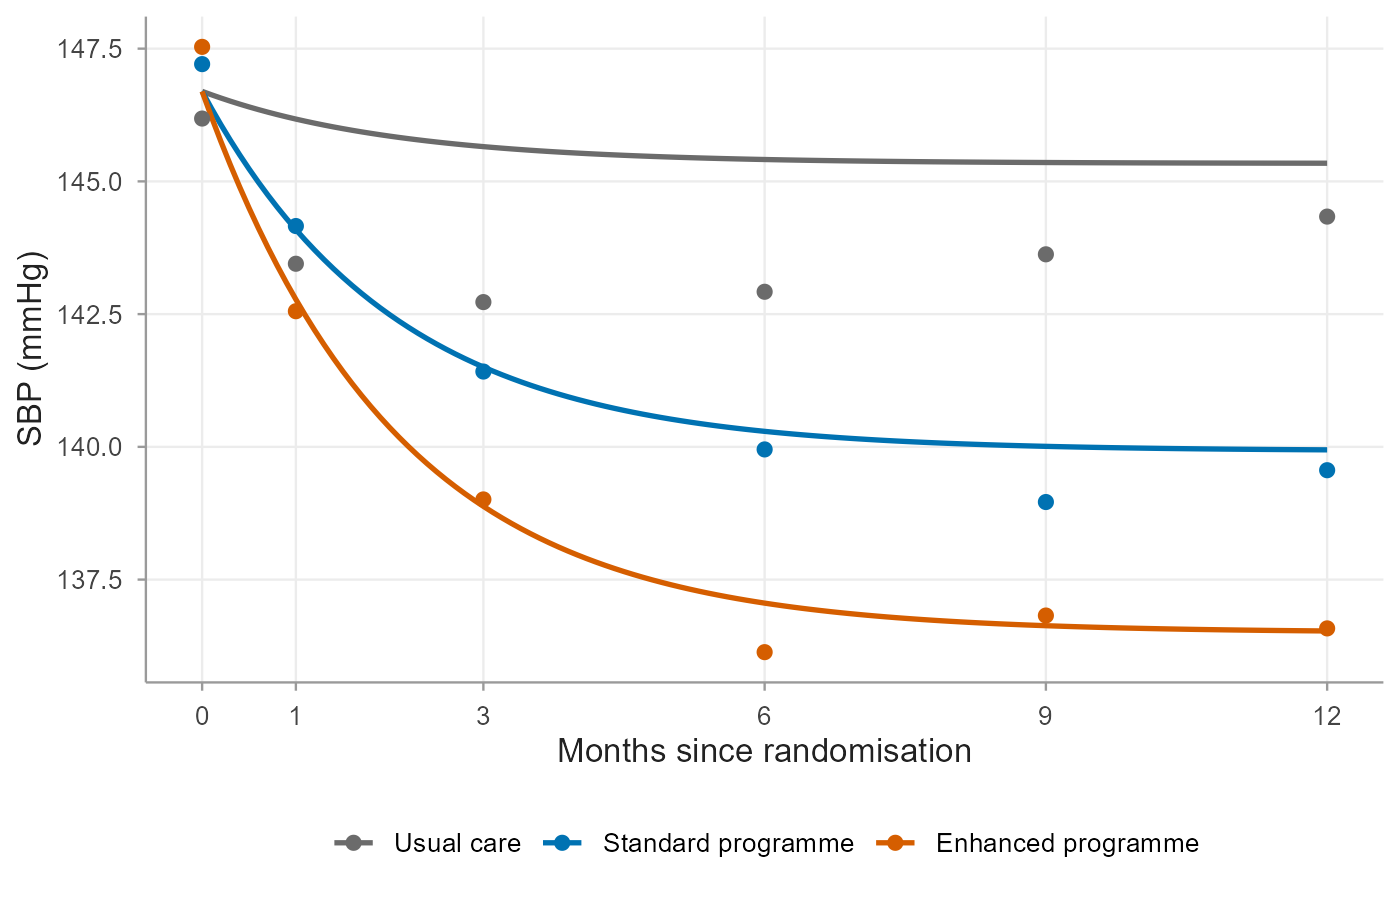 147.5
145.0
142.5
140.0
137.5
SBP (mmHg)
0 1 3 6 9 12
Months since randomisation
Usual care Standard programme Enhanced programme